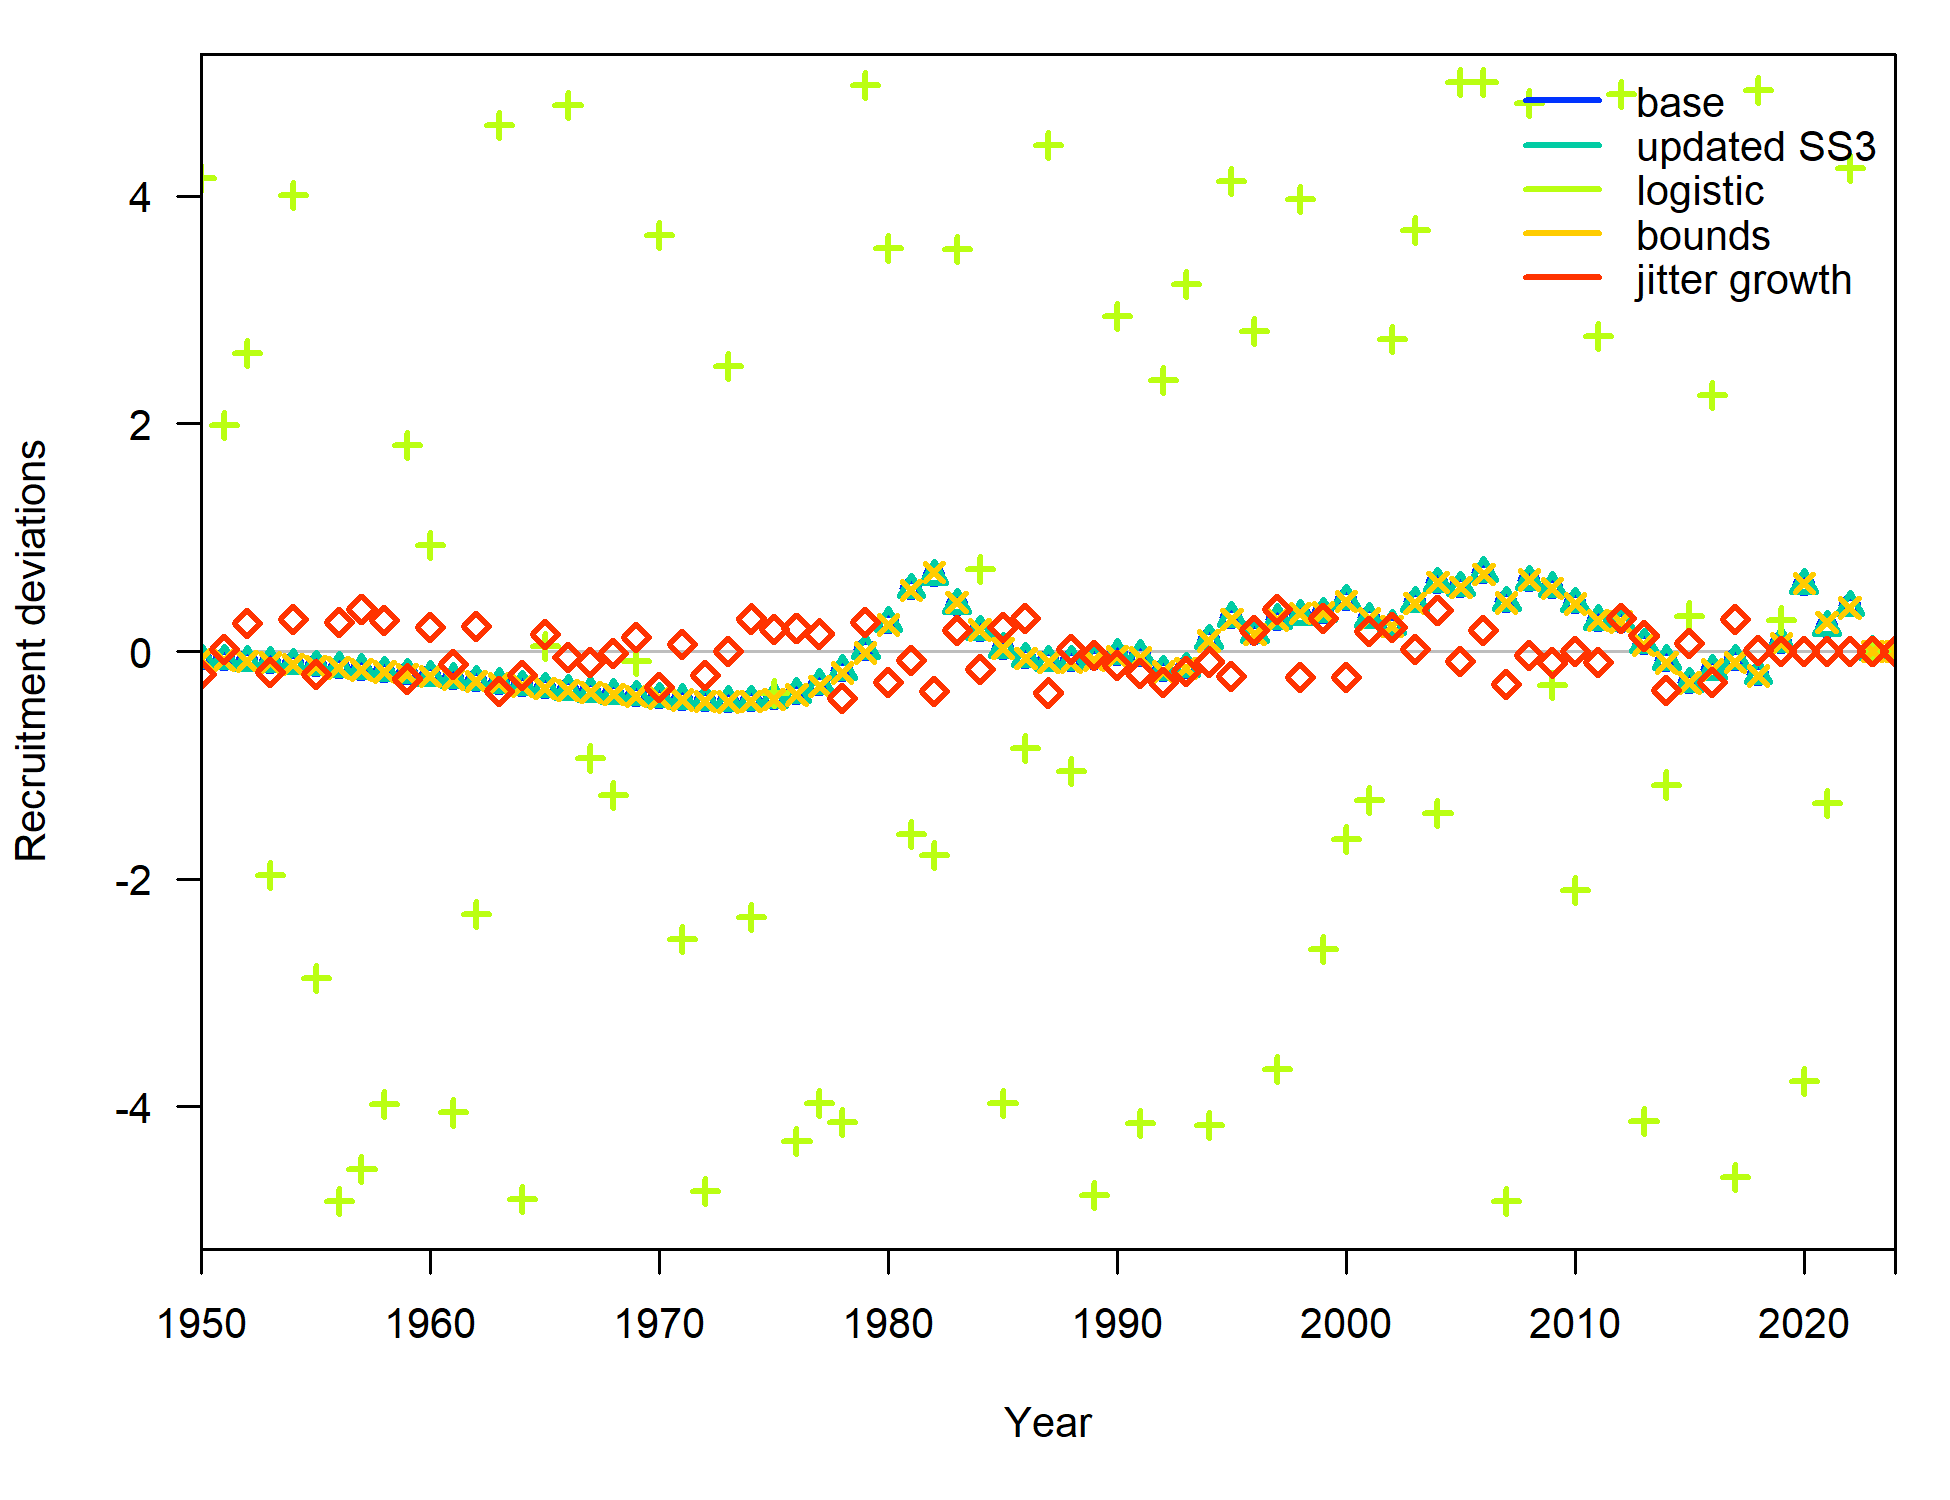 base
updated SS3
logistic
bounds
jitter growth
4
2
0
-2
-4
Recruitment deviations
1950 1960 1970 1980 1990 2000 2010 2020
Year